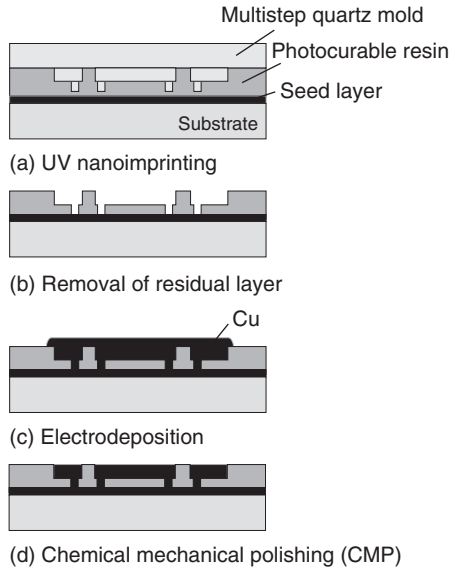 Multistep quartz mold
Photocurable resin
Seed layer
Substrate
(a) UV nanoimprinting
(b) Removal of residual layer
Cu
(c) Electrodeposition
(d) Chemical mechanical polishing (CMP)